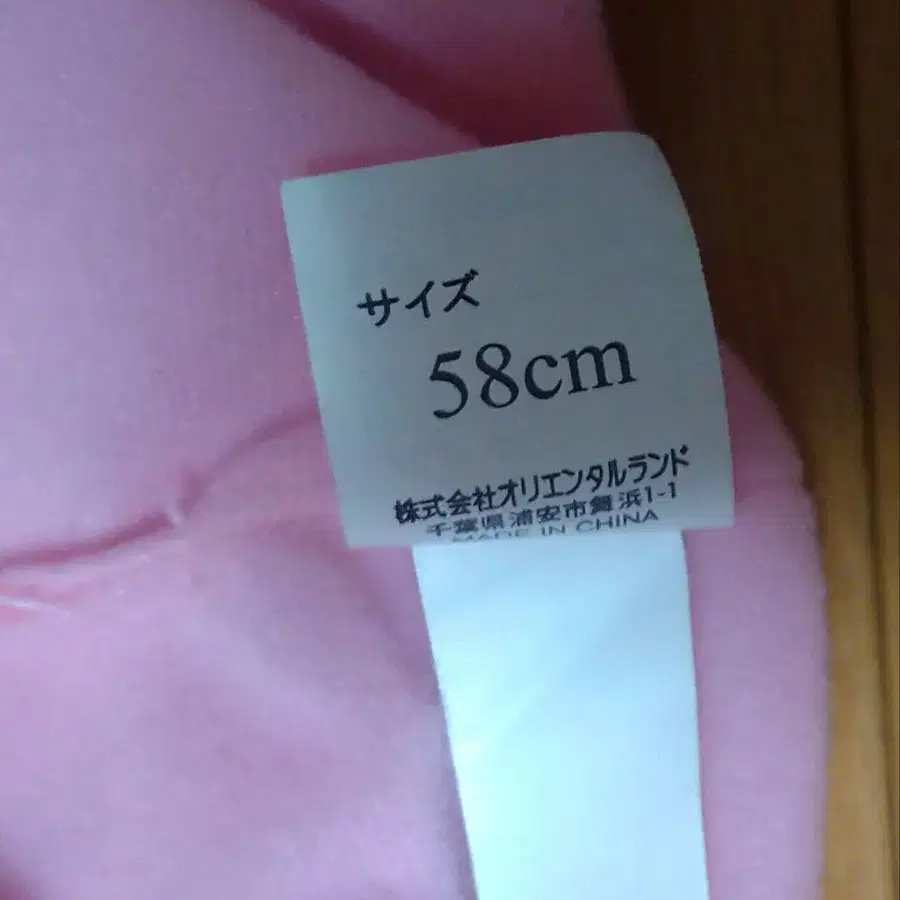 サイズ
58cm
株式会社オリエンタルランド
千葉県浦安市舞浜1-1
MADE IN CHINA